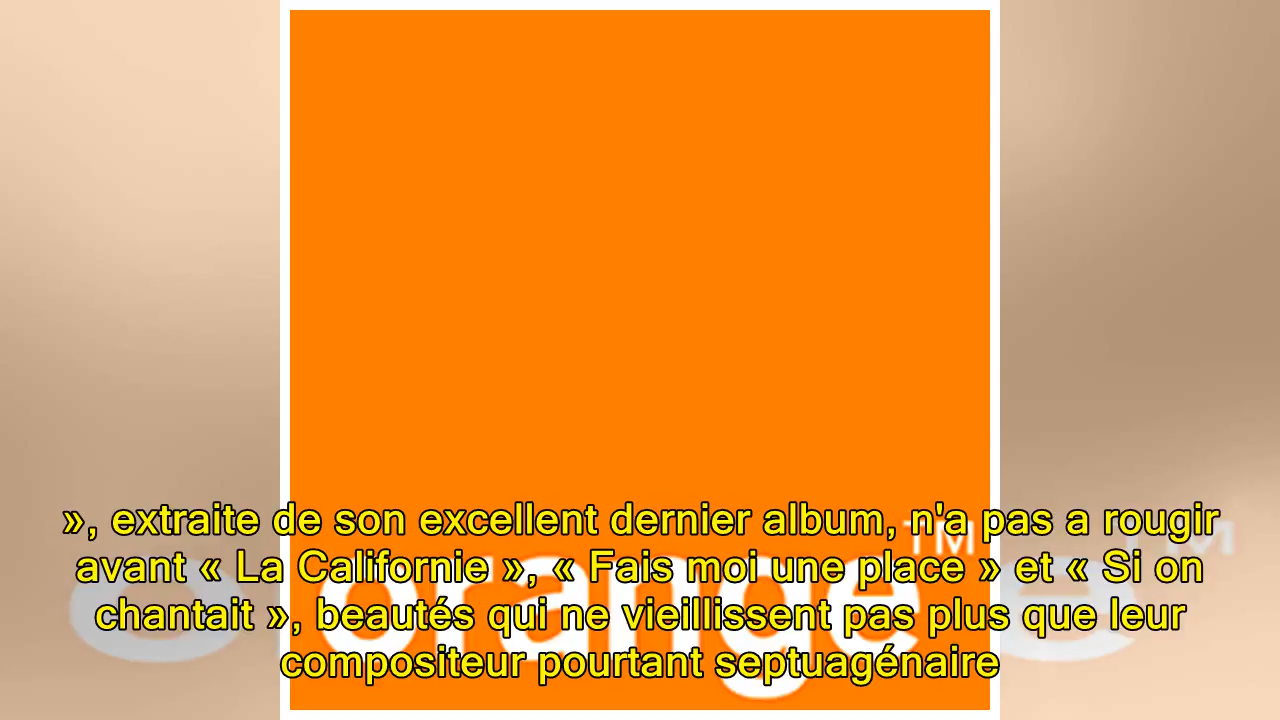 », extraite de son excellent dernier album, n'a pas a rougir
avant « La Californie », « Fais moi une place » et « Si on
chantait », beautés qui ne vieillissent pas plus que leur
compositeur pourtant septuagénaire
orange™